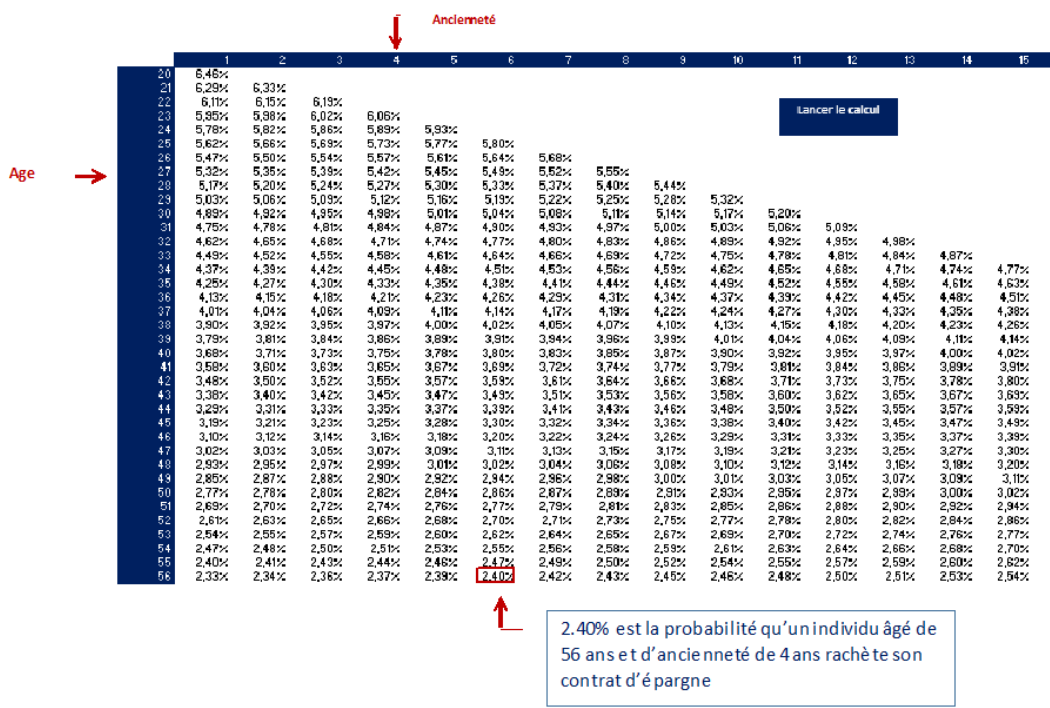 Ancienneté
1 2 3 4 5 6 7 8 9 10 11 12 13 14 15
20 6,46%
21 6,29% 6,33%
22 6,11% 6,15% 6,19%
Lancer le calcul
23 5,95% 5,98% 6,02% 6,06%
24 5,78% 5,82% 5,86% 5,89% 5,93%
25 5,62% 5,66% 5,69% 5,73% 5,77% 5,80%
26 5,47% 5,50% 5,54% 5,57% 5,61% 5,64% 5,68%
Age
27 5,32% 5,35% 5,39% 5,42% 5,45% 5,49% 5,52% 5,55%
28 5,17% 5,20% 5,24% 5,27% 5,30% 5,33% 5,37% 5,40% 5,44%
29 5,03% 5,06% 5,09% 5,12% 5,16% 5,19% 5,22% 5,25% 5,28% 5,32%
30 4,89% 4,92% 4,95% 4,98% 5,01% 5,04% 5,08% 5,11% 5,14% 5,17% 5,20%
31 4,75% 4,78% 4,81% 4,84% 4,87% 4,90% 4,93% 4,97% 5,00% 5,03% 5,06% 5,09%
32 4,62% 4,65% 4,68% 4,71% 4,74% 4,77% 4,80% 4,83% 4,86% 4,89% 4,92% 4,95% 4,98%
33 4,49% 4,52% 4,55% 4,58% 4,61% 4,64% 4,66% 4,69% 4,72% 4,75% 4,78% 4,81% 4,84% 4,87%
34 4,37% 4,39% 4,42% 4,45% 4,48% 4,51% 4,53% 4,56% 4,59% 4,62% 4,65% 4,68% 4,71% 4,74% 4,77%
35 4,25% 4,27% 4,30% 4,33% 4,35% 4,38% 4,41% 4,44% 4,46% 4,49% 4,52% 4,55% 4,58% 4,61% 4,63%
36 4,13% 4,15% 4,18% 4,21% 4,23% 4,26% 4,29% 4,31% 4,34% 4,37% 4,39% 4,42% 4,45% 4,48% 4,51%
37 4,01% 4,04% 4,06% 4,09% 4,11% 4,14% 4,17% 4,19% 4,22% 4,24% 4,27% 4,30% 4,33% 4,35% 4,38%
38 3,90% 3,92% 3,95% 3,97% 4,00% 4,02% 4,05% 4,07% 4,10% 4,13% 4,15% 4,18% 4,20% 4,23% 4,26%
39 3,79% 3,81% 3,84% 3,86% 3,89% 3,91% 3,94% 3,96% 3,99% 4,01% 4,04% 4,06% 4,09% 4,11% 4,14%
40 3,68% 3,71% 3,73% 3,75% 3,78% 3,80% 3,83% 3,85% 3,87% 3,90% 3,92% 3,95% 3,97% 4,00% 4,02%
41 3,58% 3,60% 3,63% 3,65% 3,67% 3,69% 3,72% 3,74% 3,77% 3,79% 3,81% 3,84% 3,86% 3,89% 3,91%
42 3,48% 3,50% 3,52% 3,55% 3,57% 3,59% 3,61% 3,64% 3,66% 3,68% 3,71% 3,73% 3,75% 3,78% 3,80%
43 3,38% 3,40% 3,42% 3,45% 3,47% 3,49% 3,51% 3,53% 3,56% 3,58% 3,60% 3,62% 3,65% 3,67% 3,69%
44 3,29% 3,31% 3,33% 3,35% 3,37% 3,39% 3,41% 3,43% 3,46% 3,48% 3,50% 3,52% 3,55% 3,57% 3,59%
45 3,19% 3,21% 3,23% 3,25% 3,28% 3,30% 3,32% 3,34% 3,36% 3,38% 3,40% 3,42% 3,45% 3,47% 3,49%
46 3,10% 3,12% 3,14% 3,16% 3,18% 3,20% 3,22% 3,24% 3,26% 3,29% 3,31% 3,33% 3,35% 3,37% 3,39%
47 3,02% 3,03% 3,05% 3,07% 3,09% 3,11% 3,13% 3,15% 3,17% 3,19% 3,21% 3,23% 3,25% 3,27% 3,30%
48 2,93% 2,95% 2,97% 2,99% 3,01% 3,02% 3,04% 3,06% 3,08% 3,10% 3,12% 3,14% 3,16% 3,18% 3,20%
49 2,85% 2,87% 2,88% 2,90% 2,92% 2,94% 2,96% 2,98% 3,00% 3,01% 3,03% 3,05% 3,07% 3,09% 3,11%
50 2,77% 2,78% 2,80% 2,82% 2,84% 2,86% 2,87% 2,89% 2,91% 2,93% 2,95% 2,97% 2,99% 3,00% 3,02%
51 2,69% 2,70% 2,72% 2,74% 2,76% 2,77% 2,79% 2,81% 2,83% 2,85% 2,86% 2,88% 2,90% 2,92% 2,94%
52 2,61% 2,63% 2,65% 2,66% 2,68% 2,70% 2,71% 2,73% 2,75% 2,77% 2,78% 2,80% 2,82% 2,84% 2,86%
53 2,54% 2,55% 2,57% 2,59% 2,60% 2,62% 2,64% 2,65% 2,67% 2,69% 2,70% 2,72% 2,74% 2,76% 2,77%
54 2,47% 2,48% 2,50% 2,51% 2,53% 2,55% 2,56% 2,58% 2,59% 2,61% 2,63% 2,64% 2,66% 2,68% 2,70%
55 2,40% 2,41% 2,43% 2,44% 2,46% 2,47% 2,49% 2,50% 2,52% 2,54% 2,55% 2,57% 2,59% 2,60% 2,62%
56 2,33% 2,34% 2,36% 2,37% 2,39% 2,40% 2,42% 2,43% 2,45% 2,46% 2,48% 2,50% 2,51% 2,53% 2,54%
2.40% est la probabilité qu'un individu âgé de
56 ans et d'ancienneté de 4 ans rachète son
contrat d'épargne